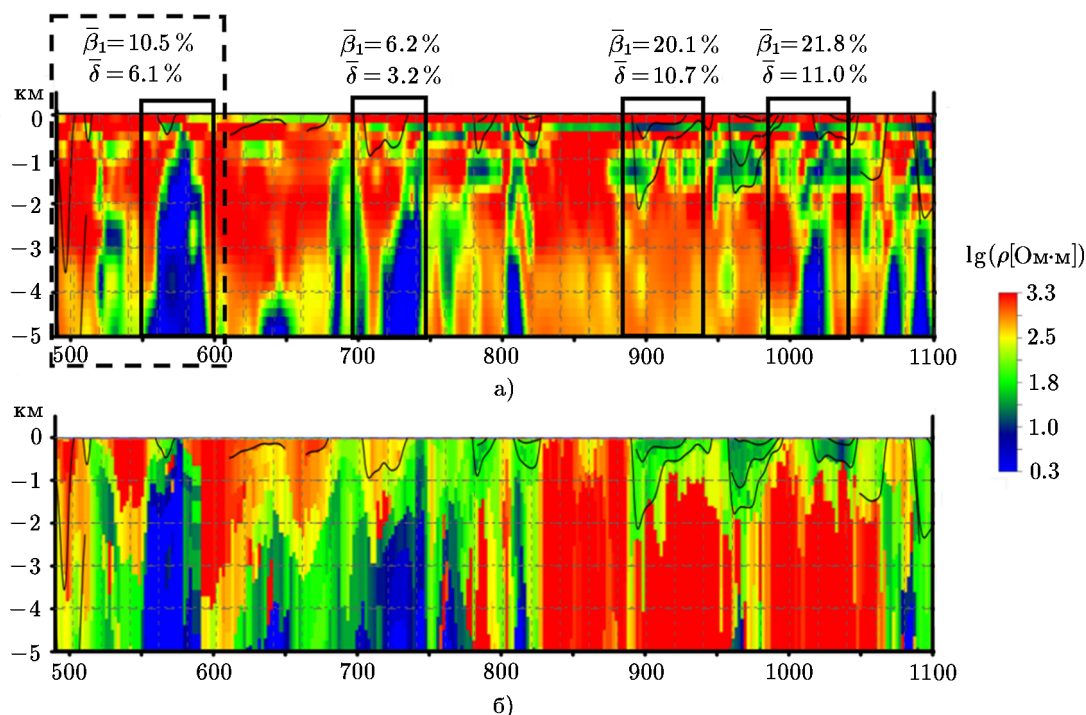 β̅₁=10.5 % β̅₁=6.2 % β̅₁=20.1 % β̅₁=21.8 %
δ̅=6.1 % δ̅=3.2 % δ̅=10.7 % δ̅=11.0 %
км
0
−1
−2
−3
−4
−5
500 600 700 800 900 1000 1100
а)
км
0
−1
−2
−3
−4
−5
500 600 700 800 900 1000 1100
б)
lg(ρ[Ом·м])
3.3
2.5
1.8
1.0
0.3